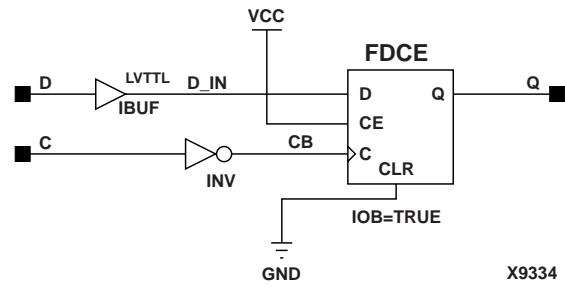 VCC
FDCE
D
LVTTL
D_IN
IBUF
D
Q
Q
CE
C
CB
C
INV
CLR
IOB=TRUE
GND
X9334